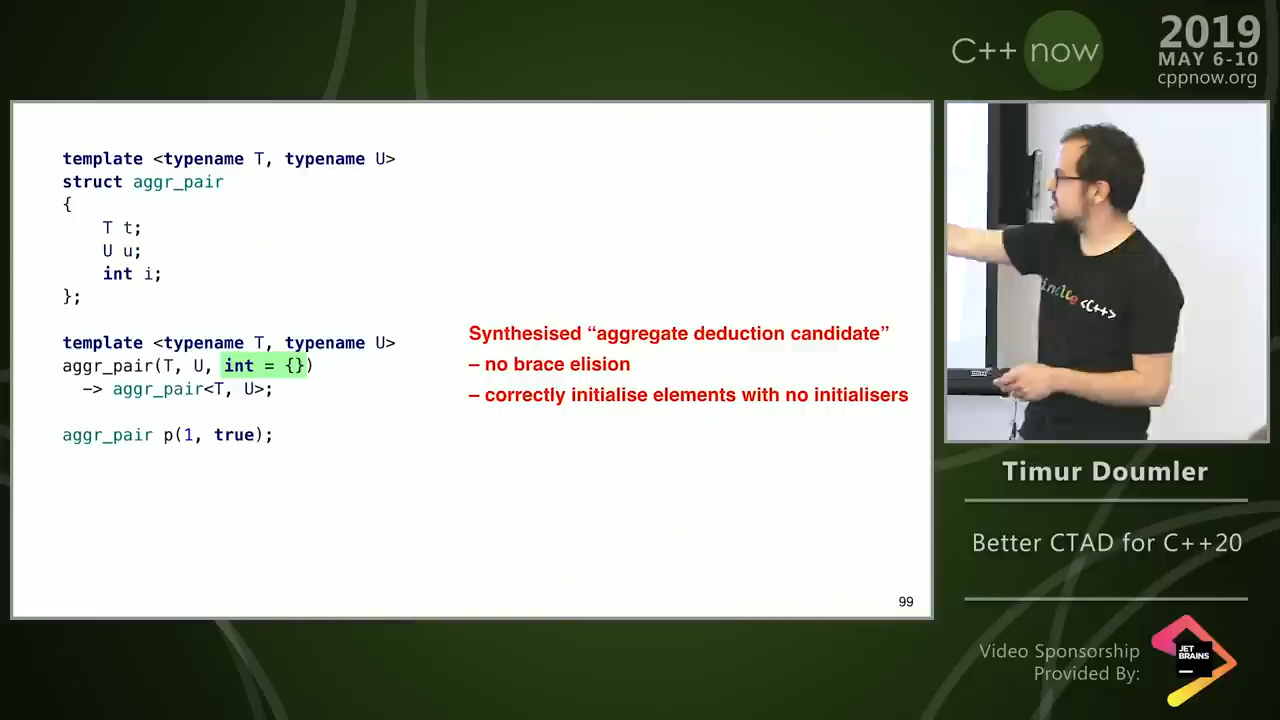 C++ now
2019
MAY 6-10
cppnow.org
template <typename T, typename U>
struct aggr_pair
{
T t;
U u;
int i;
};
template <typename T, typename U>
aggr_pair(T, U, int = {})
-> aggr_pair<T, U>;
aggr_pair p(1, true);
Synthesised “aggregate deduction candidate”
– no brace elision
– correctly initialise elements with no initialisers
99
<C++>
Timur Doumler
Better CTAD for C++20
Video Sponsorship
Provided By:
JET
BRAINS